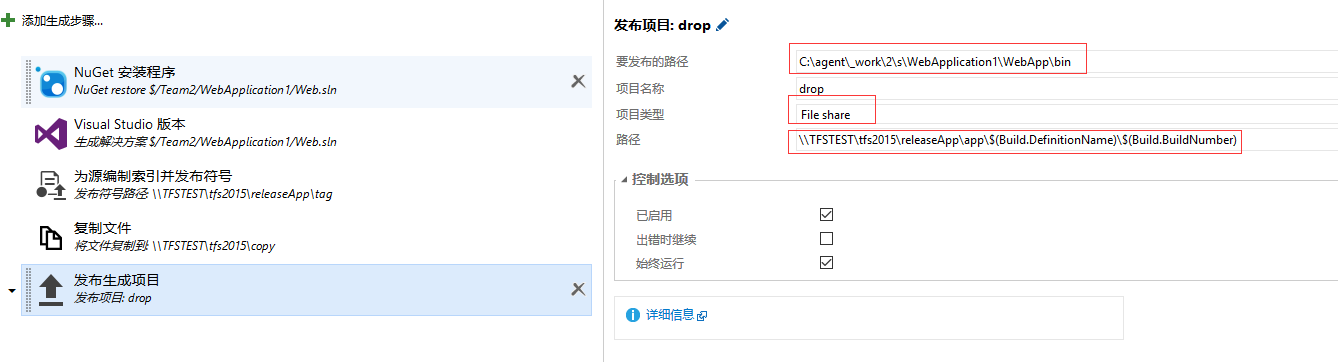 添加生成步骤...
NuGet 安装程序
NuGet restore $/Team2/WebApplication1/Web.sln
Visual Studio 版本
生成解决方案 $/Team2/WebApplication1/Web.sln
为源编制索引并发布符号
发布符号路径: \\TFSTEST\tfs2015\releaseApp\tag
复制文件
将文件复制到: \\TFSTEST\tfs2015\copy
发布生成项目
发布项目: drop
发布项目: drop
要发布的路径 C:\agent\_work\2\s\WebApplication1\WebApp\bin
项目名称 drop
项目类型 File share
路径 \\TFSTEST\tfs2015\releaseApp\app\$(Build.DefinitionName)\$(Build.BuildNumber)
控制选项
已启用
出错时继续
始终运行
详细信息